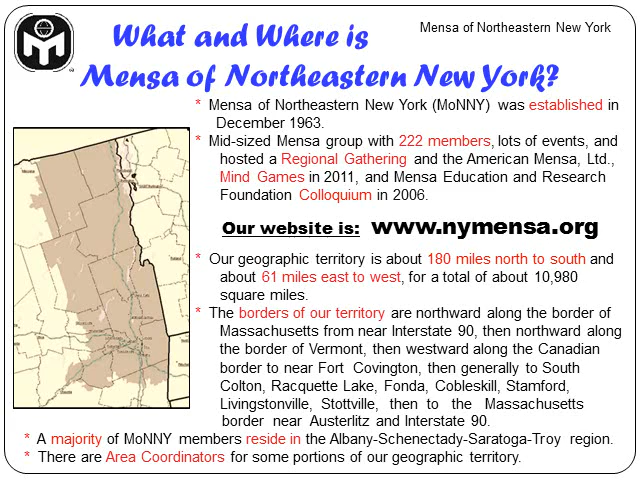 Mensa of Northeastern New York
What and Where is
Mensa of Northeastern New York?
* Mensa of Northeastern New York (MoNNY) was established in
December 1963.
* Mid-sized Mensa group with 222 members, lots of events, and
hosted a Regional Gathering and the American Mensa, Ltd.,
Mind Games in 2011, and Mensa Education and Research
Foundation Colloquium in 2006.
Our website is: www.nymensa.org
* Our geographic territory is about 180 miles north to south and
about 61 miles east to west, for a total of about 10,980
square miles.
* The borders of our territory are northward along the border of
Massachusetts from near Interstate 90, then northward along
the border of Vermont, then westward along the Canadian
border to near Fort Covington, then generally to South
Colton, Racquette Lake, Fonda, Cobleskill, Stamford,
Livingstonville, Stottville, then to the Massachusetts
border near Austerlitz and Interstate 90.
* A majority of MoNNY members reside in the Albany-Schenectady-Saratoga-Troy region.
* There are Area Coordinators for some portions of our geographic territory.